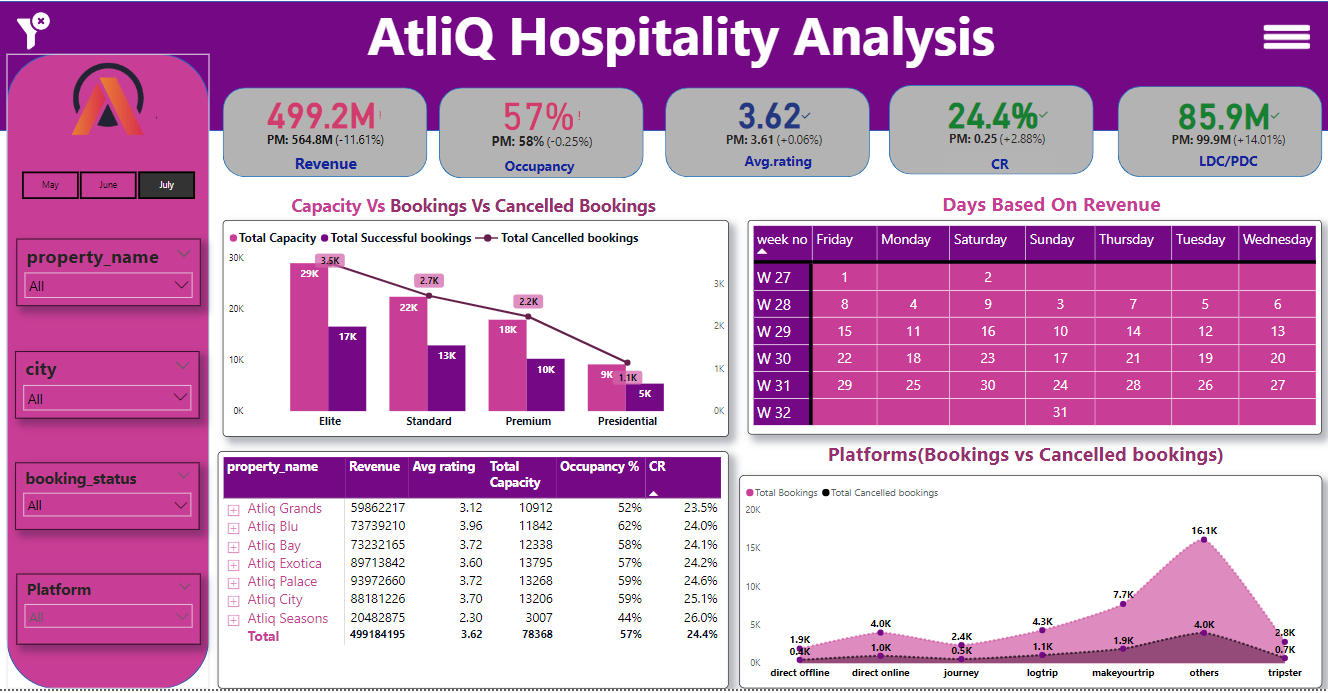 AtliQ Hospitality Analysis
499.2M!
PM: 564.8M (-11.61%)
Revenue
57%!
PM: 58% (-0.25%)
Occupancy
3.62
PM: 3.61 (+0.06%)
Avg.rating
24.4%
PM: 0.25 (+2.88%)
CR
85.9M
PM: 99.9M (+14.01%)
LDC/PDC
May June July
property_name
All
city
All
booking_status
All
Platform
All
Capacity Vs Bookings Vs Cancelled Bookings
Total Capacity Total Successful bookings Total Cancelled bookings
30K
20K
10K
0K
3K
2K
1K
0K
3.5K 2.7K 2.2K 1.1K
29K 22K 18K 9K
17K 13K 10K 5K
Elite Standard Premium Presidential
Days Based On Revenue
week no Friday Monday Saturday Sunday Thursday Tuesday Wednesday
W 27 1 2
W 28 8 4 9 3 7 5 6
W 29 15 11 16 10 14 12 13
W 30 22 18 23 17 21 19 20
W 31 29 25 30 24 28 26 27
W 32 31
property_name Revenue Avg rating Total Capacity Occupancy % CR
Atliq Grands 59862217 3.12 10912 52% 23.5%
Atliq Blu 73739210 3.96 11842 62% 24.0%
Atliq Bay 73232165 3.72 12338 58% 24.1%
Atliq Exotica 89713842 3.60 13795 57% 24.2%
Atliq Palace 93972660 3.72 13268 59% 24.6%
Atliq City 88181226 3.70 13206 59% 25.1%
Atliq Seasons 20482875 2.30 3007 44% 26.0%
Total 499184195 3.62 78368 57% 24.4%
Platforms(Bookings vs Cancelled bookings)
Total Bookings Total Cancelled bookings
20K
15K
10K
5K
0K
1.9K 4.0K 2.4K 4.3K 7.7K 16.1K 2.8K
1.0K 0.5K 1.1K 1.9K 4.0K 0.7K
direct offline direct online journey logtrip makeyourtrip others tripster